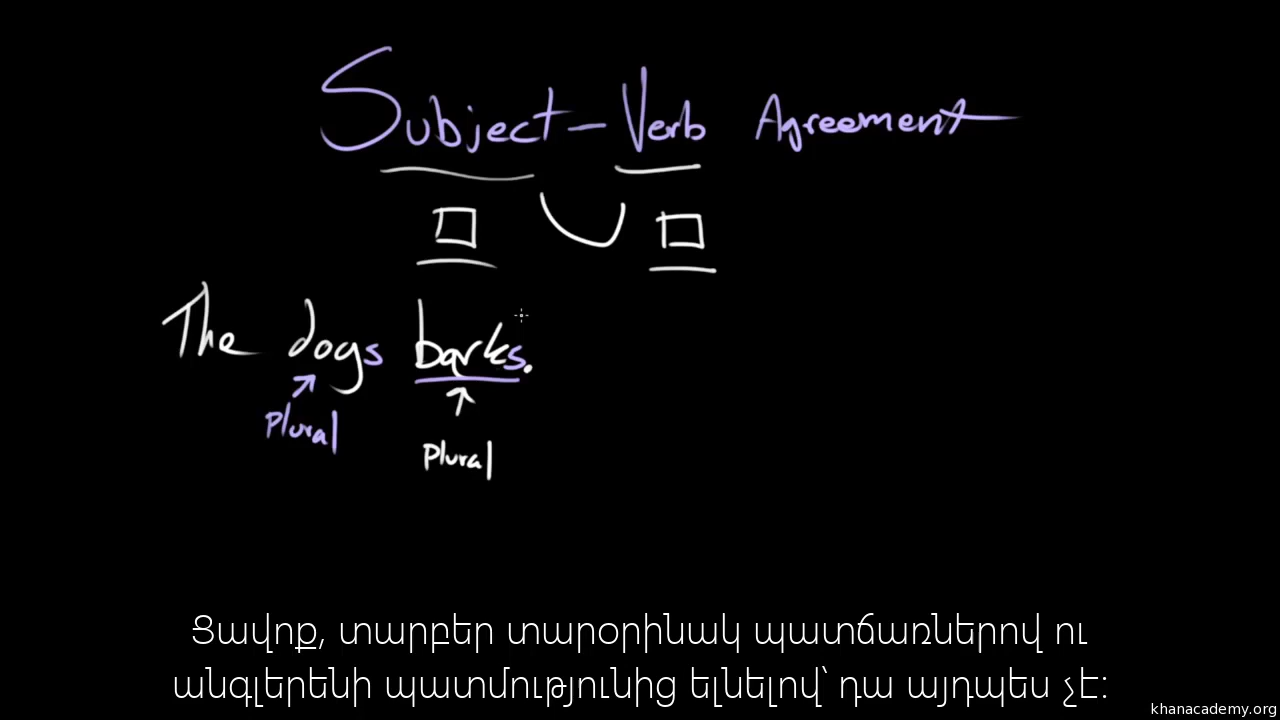 Subject-Verb Agreement
The dogs barks.
Plural
Plural
Ցավոք, տարբեր տարօրինակ պատճառներով ու
անգլերենի պատմությունից ելնելով՝ դա այդպես չէ:
khanacademy.org